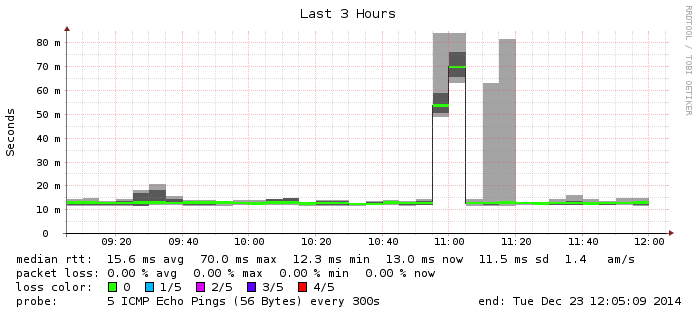 Last 3 Hours
RRDTOOL / TOBI OETIKER
Seconds
80 m
70 m
60 m
50 m
40 m
30 m
20 m
10 m
0
09:20 09:40 10:00 10:20 10:40 11:00 11:20 11:40 12:00
median rtt: 15.6 ms avg 70.0 ms max 12.3 ms min 13.0 ms now 11.5 ms sd 1.4 am/s
packet loss: 0.00 % avg 0.00 % max 0.00 % min 0.00 % now
loss color: 0 1/5 2/5 3/5 4/5
probe: 5 ICMP Echo Pings (56 Bytes) every 300s end: Tue Dec 23 12:05:09 2014